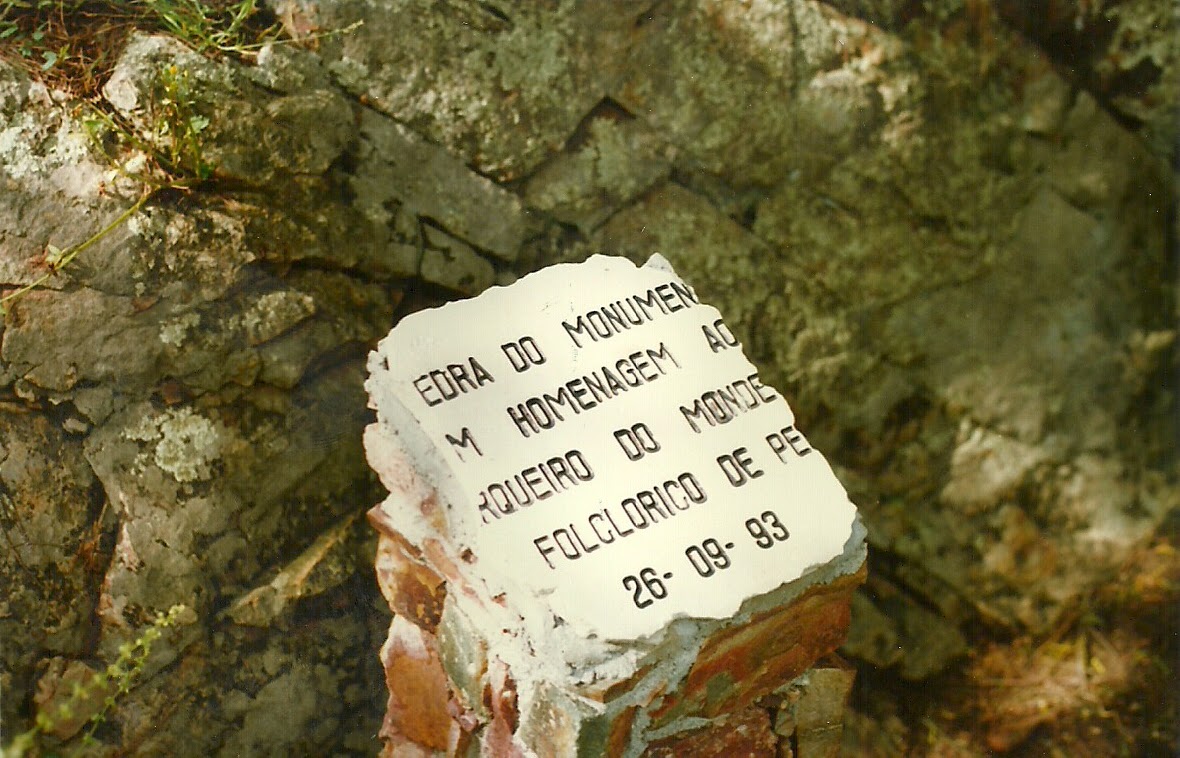 EDRA DO MONUMEN
M HOMENAGEM AO
RQUEIRO DO MONDE
FOLCLORICO DE PE
26-09-93